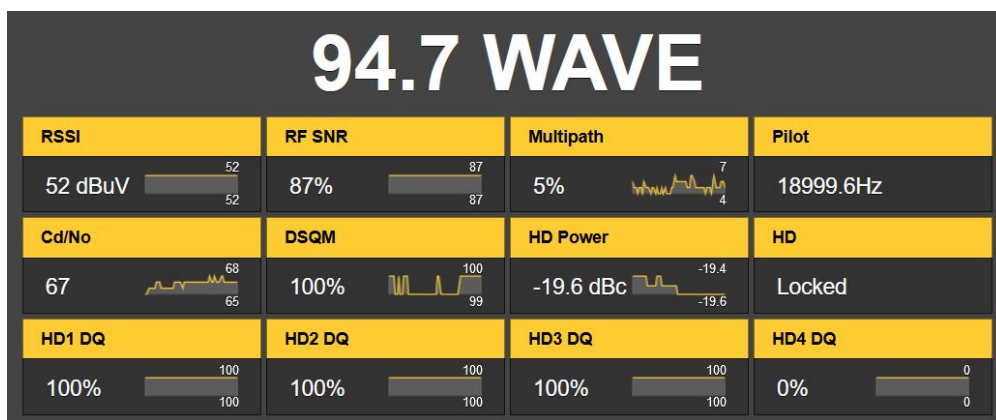 94.7 WAVE
RSSI
52 dBuV
52
52
RF SNR
87%
87
87
Multipath
5%
7
4
Pilot
18999.6Hz
Cd/No
67
68
65
DSQM
100%
100
99
HD Power
-19.6 dBc
-19.4
-19.6
HD
Locked
HD1 DQ
100%
100
100
HD2 DQ
100%
100
100
HD3 DQ
100%
100
100
HD4 DQ
0%
0
0